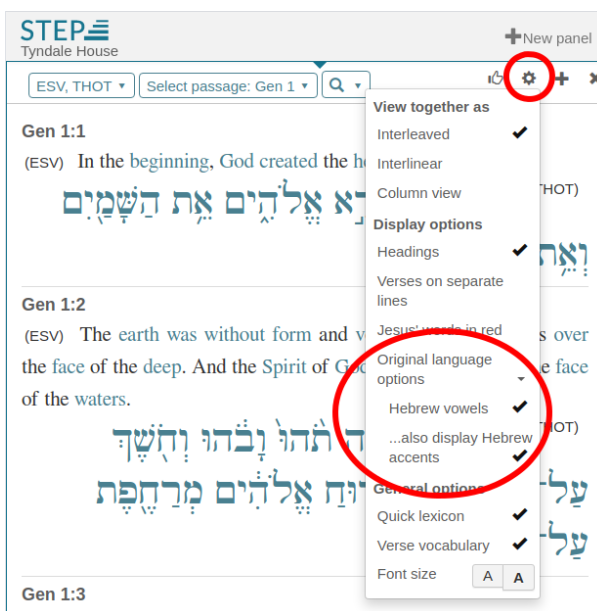 STEP
Tyndale House
New panel
ESV, THOT
Select passage: Gen 1
Gen 1:1
(ESV) In the beginning, God created the
אֱלֹהִ֑ים אֵ֥ת הַשָּׁמַ֖יִם
וְאֵ֥ת
Gen 1:2
(ESV) The earth was without form and over
the face of the deep. And the Spirit of face
of the waters.
תֹ֙הוּ֙ וָבֹ֔הוּ וְחֹ֖שֶׁךְ
עַל־ אֱלֹהִ֔ים מְרַחֶ֖פֶת
עַל־
Gen 1:3
View together as
Interleaved
Interlinear
Column view
Display options
Headings
Verses on separate
lines
Jesus' words in red
Original language
options
Hebrew vowels
...also display Hebrew
accents
General options
Quick lexicon
Verse vocabulary
Font size A A